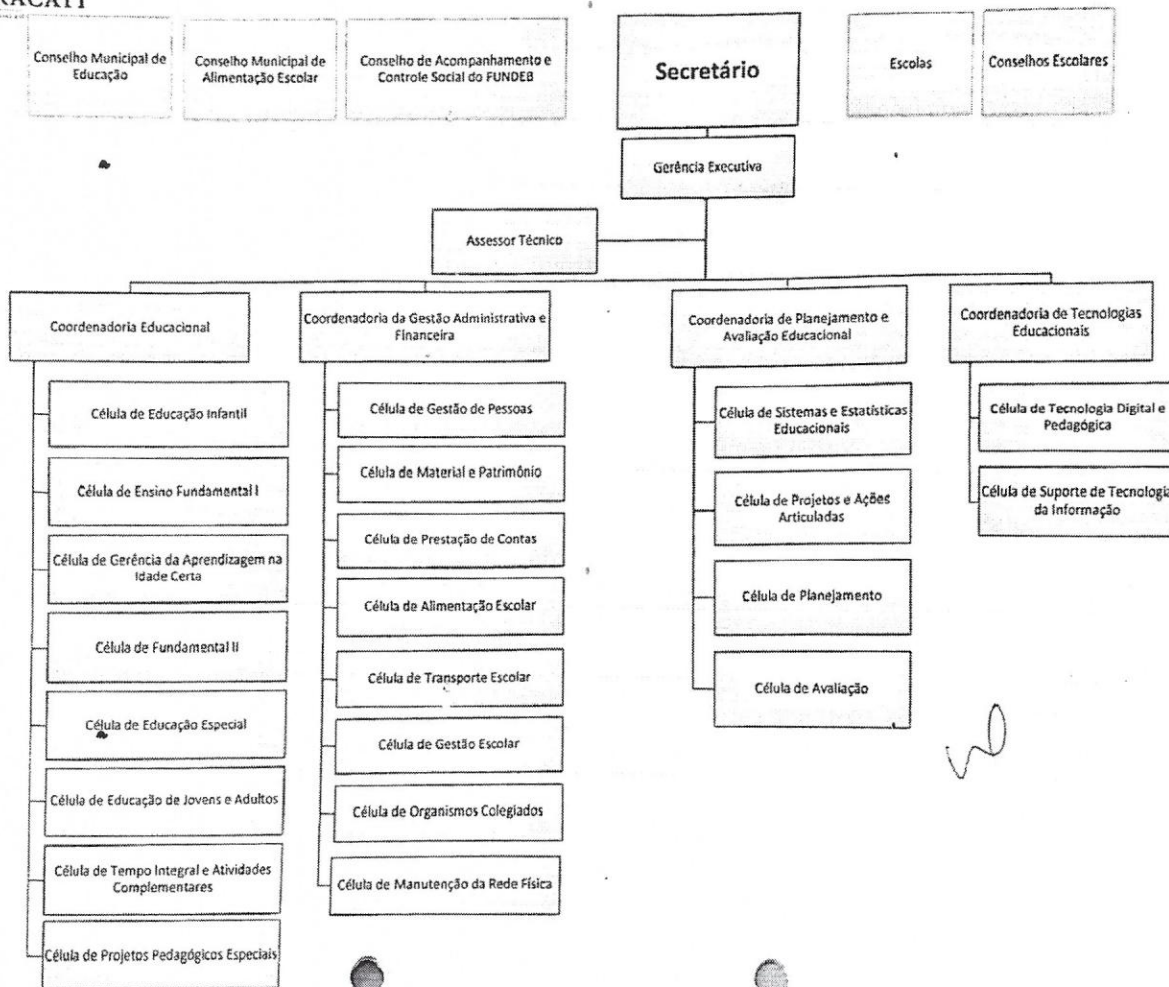 Conselho Municipal de
Educação
Conselho Municipal de
Alimentação Escolar
Conselho de Acompanhamento e
Controle Social do FUNDEB
Secretário
Escolas
Conselhos Escolares
Gerência Executiva
Assessor Técnico
Coordenadoria Educacional
Célula de Educação Infantil
Célula de Ensino Fundamental I
Célula de Gerência da Aprendizagem na
Idade Certa
Célula de Fundamental II
Célula de Educação Especial
Célula de Educação de Jovens e Adultos
Célula de Tempo Integral e Atividades
Complementares
Célula de Projetos Pedagógicos Especiais
Coordenadoria da Gestão Administrativa e
Financeira
Célula de Gestão de Pessoas
Célula de Material e Patrimônio
Célula de Prestação de Contas
Célula de Alimentação Escolar
Célula de Transporte Escolar
Célula de Gestão Escolar
Célula de Organismos Colegiados
Célula de Manutenção da Rede Física
Coordenadoria de Planejamento e
Avaliação Educacional
Célula de Sistemas e Estatísticas
Educacionais
Célula de Projetos e Ações
Articuladas
Célula de Planejamento
Célula de Avaliação
Coordenadoria de Tecnologias
Educacionais
Célula de Tecnologia Digital e
Pedagógica
Célula de Suporte de Tecnologia
da Informação